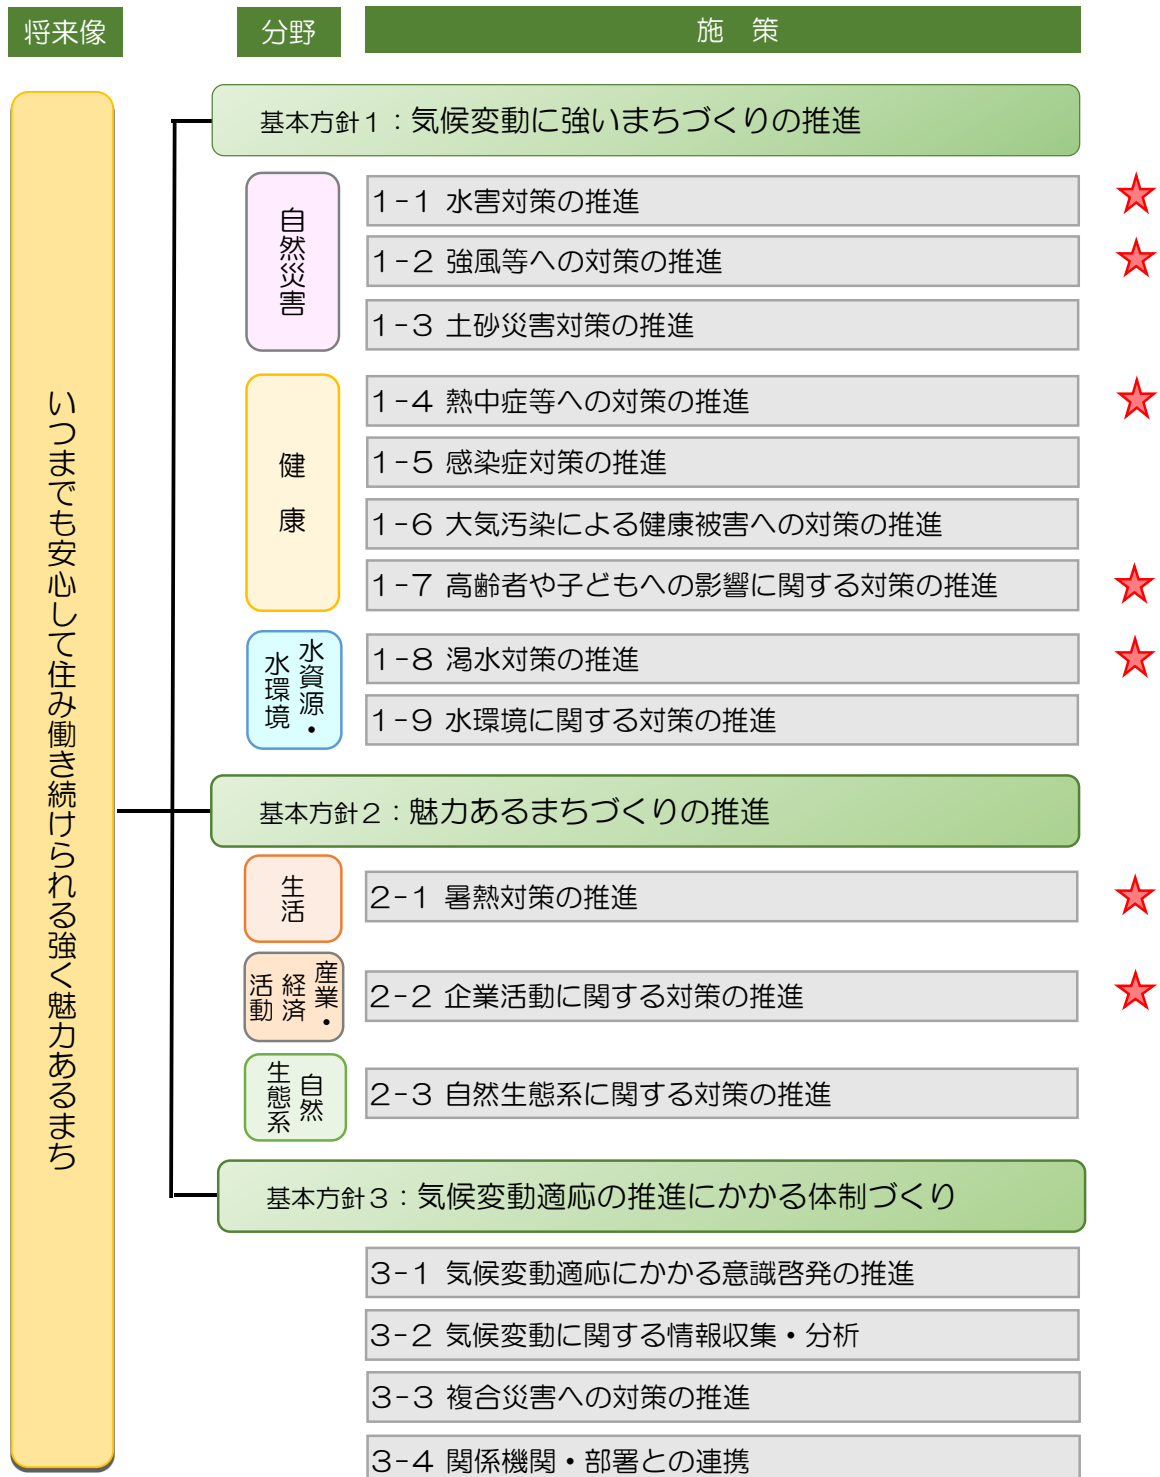 将来像
分野
施　策
いつまでも安心して住み働き続けられる強く魅力あるまち
基本方針１：気候変動に強いまちづくりの推進
自然災害
１-１ 水害対策の推進
１-２ 強風等への対策の推進
１-３ 土砂災害対策の推進
健　康
１-４ 熱中症等への対策の推進
１-５ 感染症対策の推進
１-６ 大気汚染による健康被害への対策の推進
１-７ 高齢者や子どもへの影響に関する対策の推進
水資源・
水環境
１-８ 渇水対策の推進
１-９ 水環境に関する対策の推進
基本方針２：魅力あるまちづくりの推進
生活
２-１ 暑熱対策の推進
産業・
経済
活動
２-２ 企業活動に関する対策の推進
自然
生態系
２-３ 自然生態系に関する対策の推進
基本方針３：気候変動適応の推進にかかる体制づくり
３-１ 気候変動適応にかかる意識啓発の推進
３-２ 気候変動に関する情報収集・分析
３-３ 複合災害への対策の推進
３-４ 関係機関・部署との連携